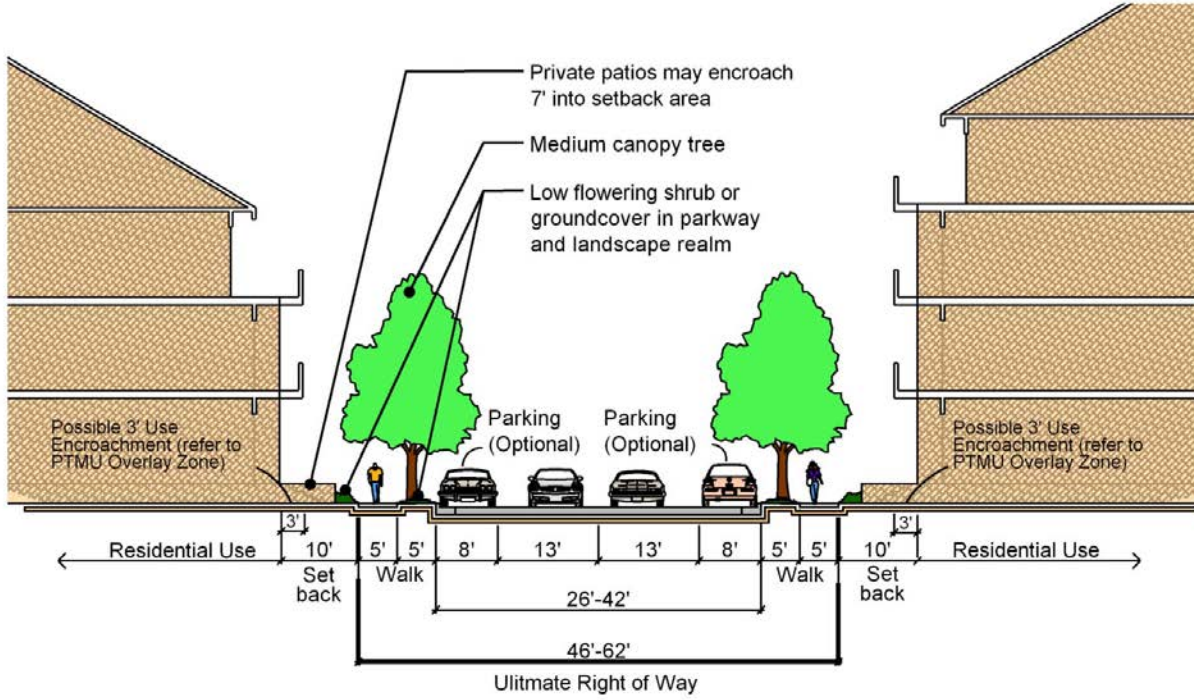 Private patios may encroach
7' into setback area
Medium canopy tree
Low flowering shrub or
groundcover in parkway
and landscape realm
Parking
(Optional)
Parking
(Optional)
Possible 3' Use
Encroachment (refer to
PTMU Overlay Zone)
Possible 3' Use
Encroachment (refer to
PTMU Overlay Zone)
3'
3'
Residential Use
10'
5'
5'
8'
13'
13'
8'
5'
5'
10'
Residential Use
Set
back
Walk
Walk
Set
back
26'-42'
46'-62'
Ulitmate Right of Way